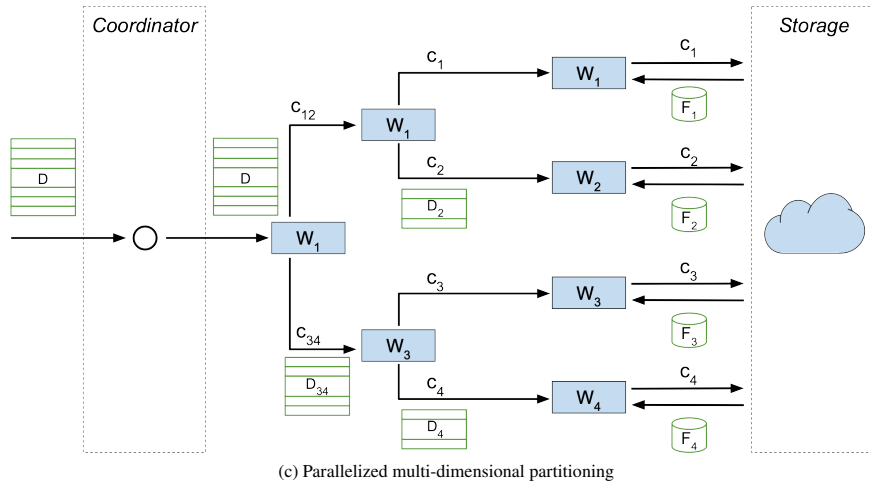 Coordinator
Storage
c1
W1
c1
F1
c12
W1
c2
W2
c2
D2
F2
D
D
W1
c3
W3
c3
F3
c34
W3
D34
c4
W4
c4
D4
F4
(c) Parallelized multi-dimensional partitioning